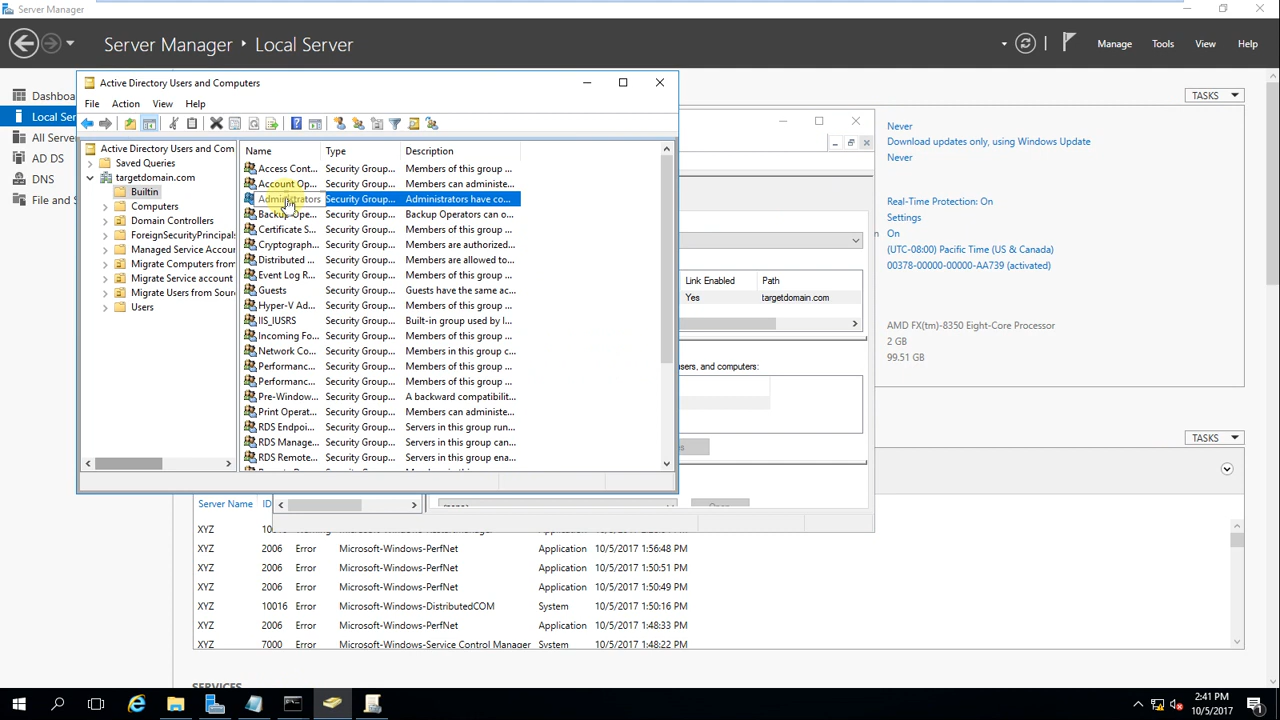 Server Manager
Server Manager · Local Server
Manage Tools View Help
Active Directory Users and Computers
File Action View Help
Active Directory Users and Com
Saved Queries
targetdomain.com
Builtin
Computers
Domain Controllers
ForeignSecurityPrincipals
Managed Service Accou
Migrate Computers from
Migrate Service account
Migrate Users from Sour
Users
Name Type Description
Access Cont... Security Group... Members of this group ...
Account Op... Security Group... Members can administe...
Administrators Security Group... Administrators have co...
Backup Ope... Security Group... Backup Operators can o...
Certificate S... Security Group... Members of this group ...
Cryptograph... Security Group... Members are authorized...
Distributed ... Security Group... Members are allowed to...
Event Log R... Security Group... Members of this group ...
Guests Security Group... Guests have the same ac...
Hyper-V Ad... Security Group... Members of this group ...
IIS_IUSRS Security Group... Built-in group used by I...
Incoming Fo... Security Group... Members of this group ...
Network Co... Security Group... Members in this group c...
Performanc... Security Group... Members of this group ...
Performanc... Security Group... Members of this group ...
Pre-Window... Security Group... A backward compatibilit...
Print Operat... Security Group... Members can administe...
RDS Endpoi... Security Group... Servers in this group run...
RDS Manage... Security Group... Servers in this group can...
RDS Remote... Security Group... Servers in this group ena...
Dashboa
Local Ser
All Serve
AD DS
DNS
File and S
Link Enabled Path
Yes targetdomain.com
users, and computers:
(none)
TASKS
Never
Download updates only, using Windows Update
Never
Real-Time Protection: On
Settings
On
(UTC-08:00) Pacific Time (US & Canada)
00378-00000-00000-AA739 (activated)
AMD FX(tm)-8350 Eight-Core Processor
2 GB
99.51 GB
TASKS
Server Name ID
XYZ
XYZ 2006 Error Microsoft-Windows-PerfNet Application 10/5/2017 1:56:48 PM
XYZ 2006 Error Microsoft-Windows-PerfNet Application 10/5/2017 1:50:51 PM
XYZ 2006 Error Microsoft-Windows-PerfNet Application 10/5/2017 1:50:49 PM
XYZ 10016 Error Microsoft-Windows-DistributedCOM System 10/5/2017 1:50:16 PM
XYZ 2006 Error Microsoft-Windows-PerfNet Application 10/5/2017 1:48:33 PM
XYZ 7000 Error Microsoft-Windows-Service Control Manager System 10/5/2017 1:48:22 PM
SERVICES
2:41 PM
10/5/2017